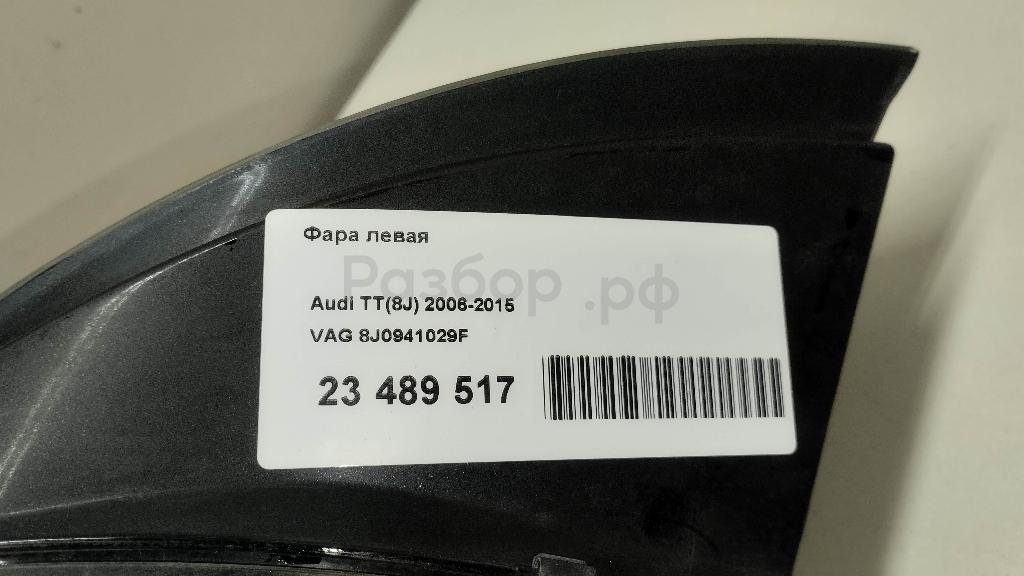 Фара левая
Разбор.рф
Audi TT(8J) 2006-2015
VAG 8J0941029F
23 489 517